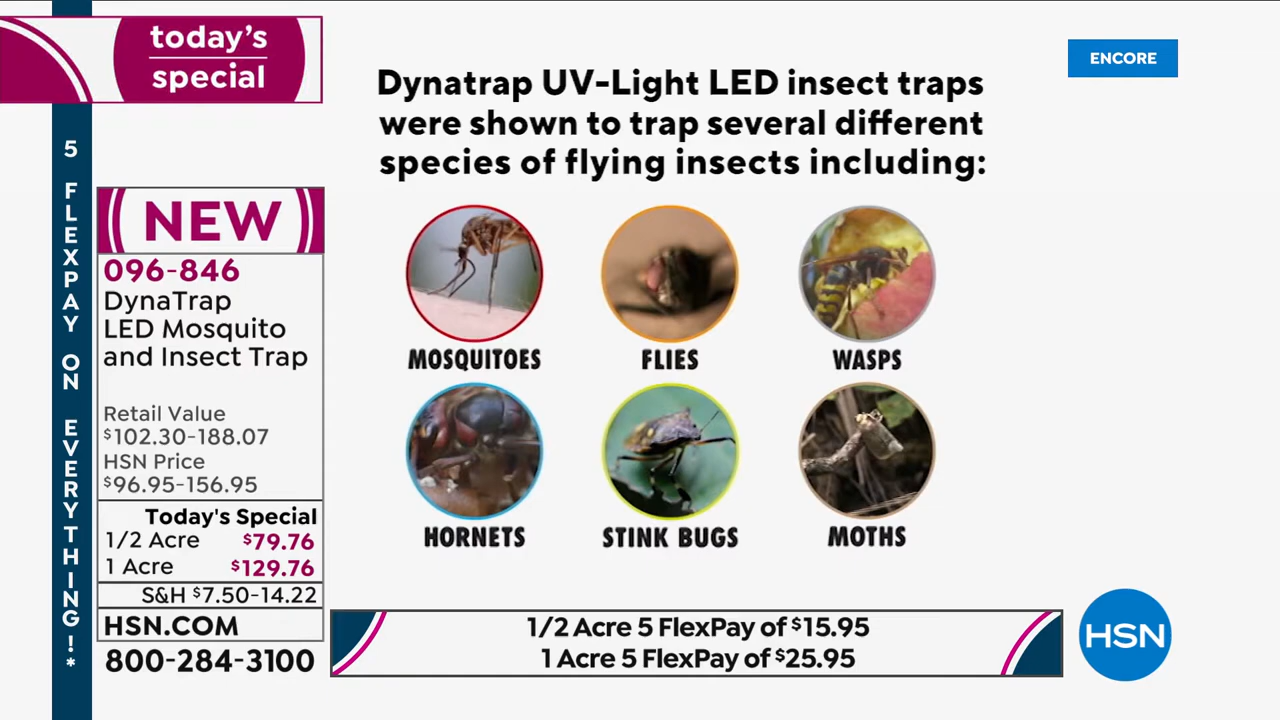 today's
special
ENCORE
Dynatrap UV-Light LED insect traps
were shown to trap several different
species of flying insects including:
5 FLEXPAY ON EVERYTHING!*
NEW
096-846
DynaTrap
LED Mosquito
and Insect Trap
Retail Value
$102.30-188.07
HSN Price
$96.95-156.95
Today's Special
1/2 Acre $79.76
1 Acre $129.76
S&H $7.50-14.22
HSN.COM
800-284-3100
MOSQUITOES
FLIES
WASPS
HORNETS
STINK BUGS
MOTHS
1/2 Acre 5 FlexPay of $15.95
1 Acre 5 FlexPay of $25.95
HSN